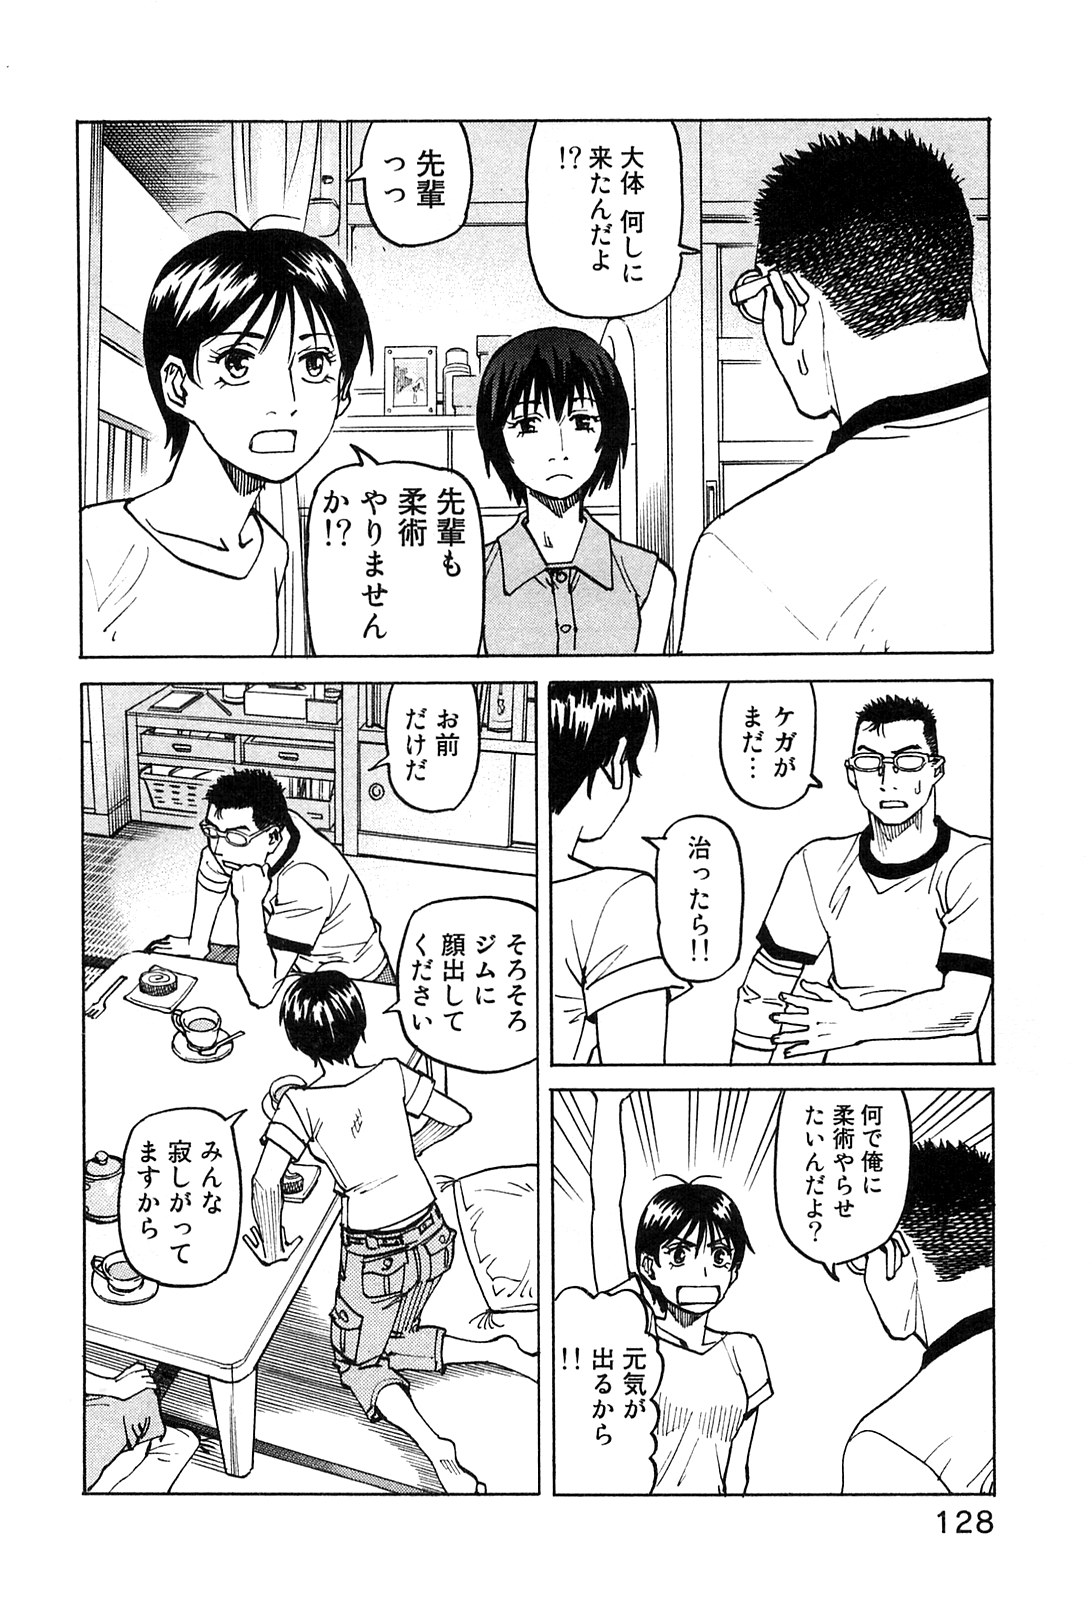 大体 何しに
来たんだよ
!?
先輩
っっ
先輩も
柔術
やりません
か!?
ケガが
まだ…
治ったら!!
何で俺に
柔術やらせ
たいんだよ?
元気が
出るから
!!
お前
だけだ
そろそろ
ジムに
顔出して
ください
みんな
寂しがって
ますから
128